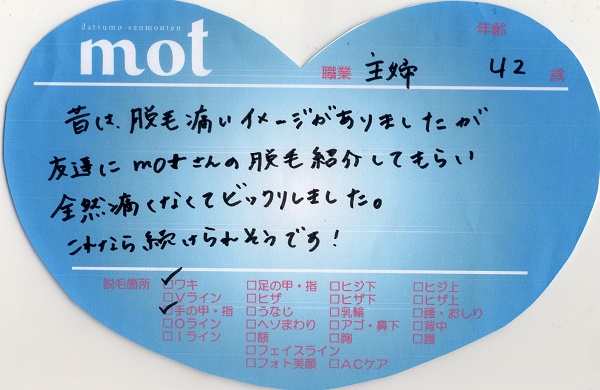 datsumo-senmonten
mot
職業 主婦 年齢 42 歳
昔は、脱毛痛いイメージがありましたが
友達にmotさんの脱毛紹介してもらい
全然痛くなくてビックリしました。
これなら続けられそうです!
脱毛箇所 ✓ワキ □足の甲・指 □ヒジ下 □ヒジ上
□Vライン □ヒザ □ヒザ下 □ヒザ上
✓手の甲・指 □うなじ □乳輪 □腰・おしり
□Oライン □ヘソまわり □アゴ・鼻下 □背中
□Iライン □額 □胸 □腹
□フェイスライン
□フォト美顔 □ACケア